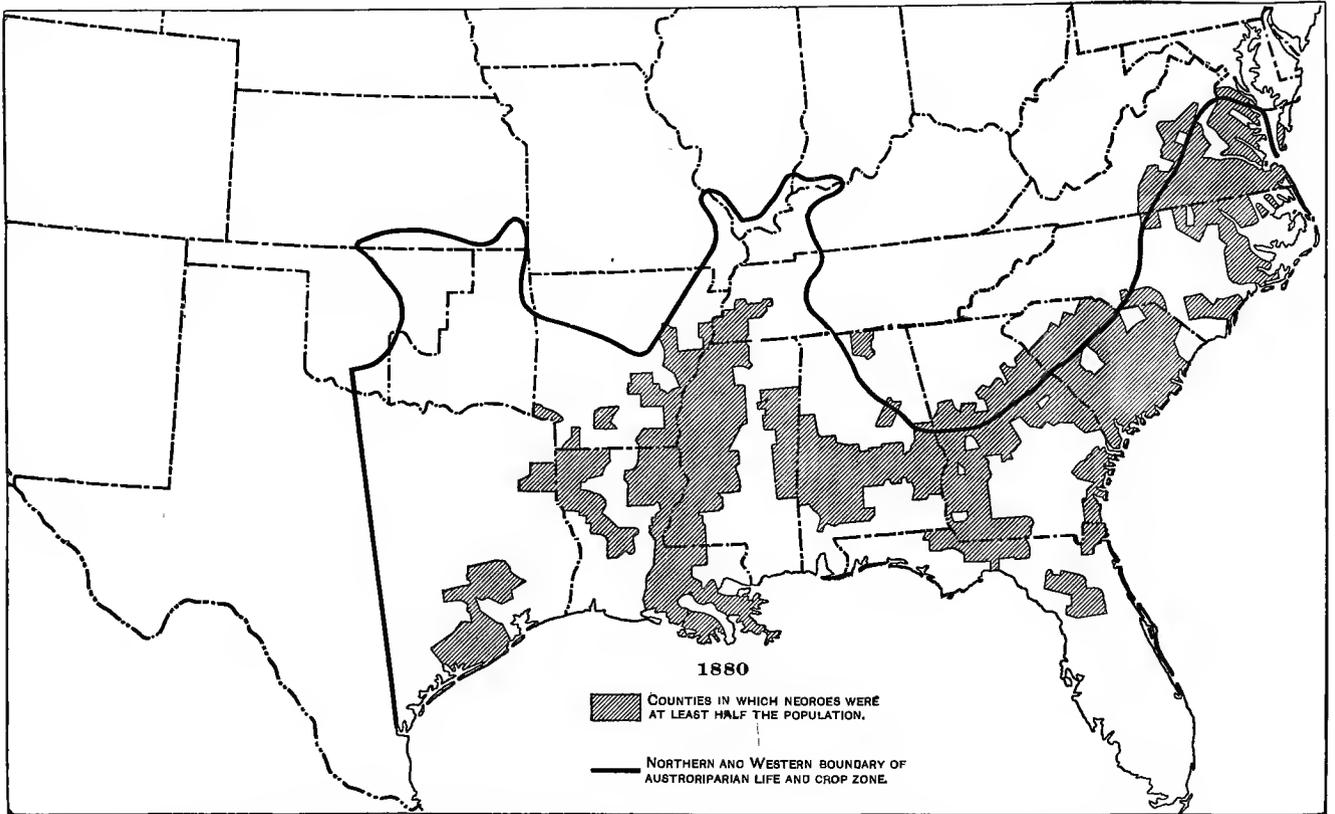 1880
COUNTIES IN WHICH NEGROES WERE
AT LEAST HALF THE POPULATION.
NORTHERN AND WESTERN BOUNDARY OF
AUSTRORIPARIAN LIFE AND CROP ZONE.